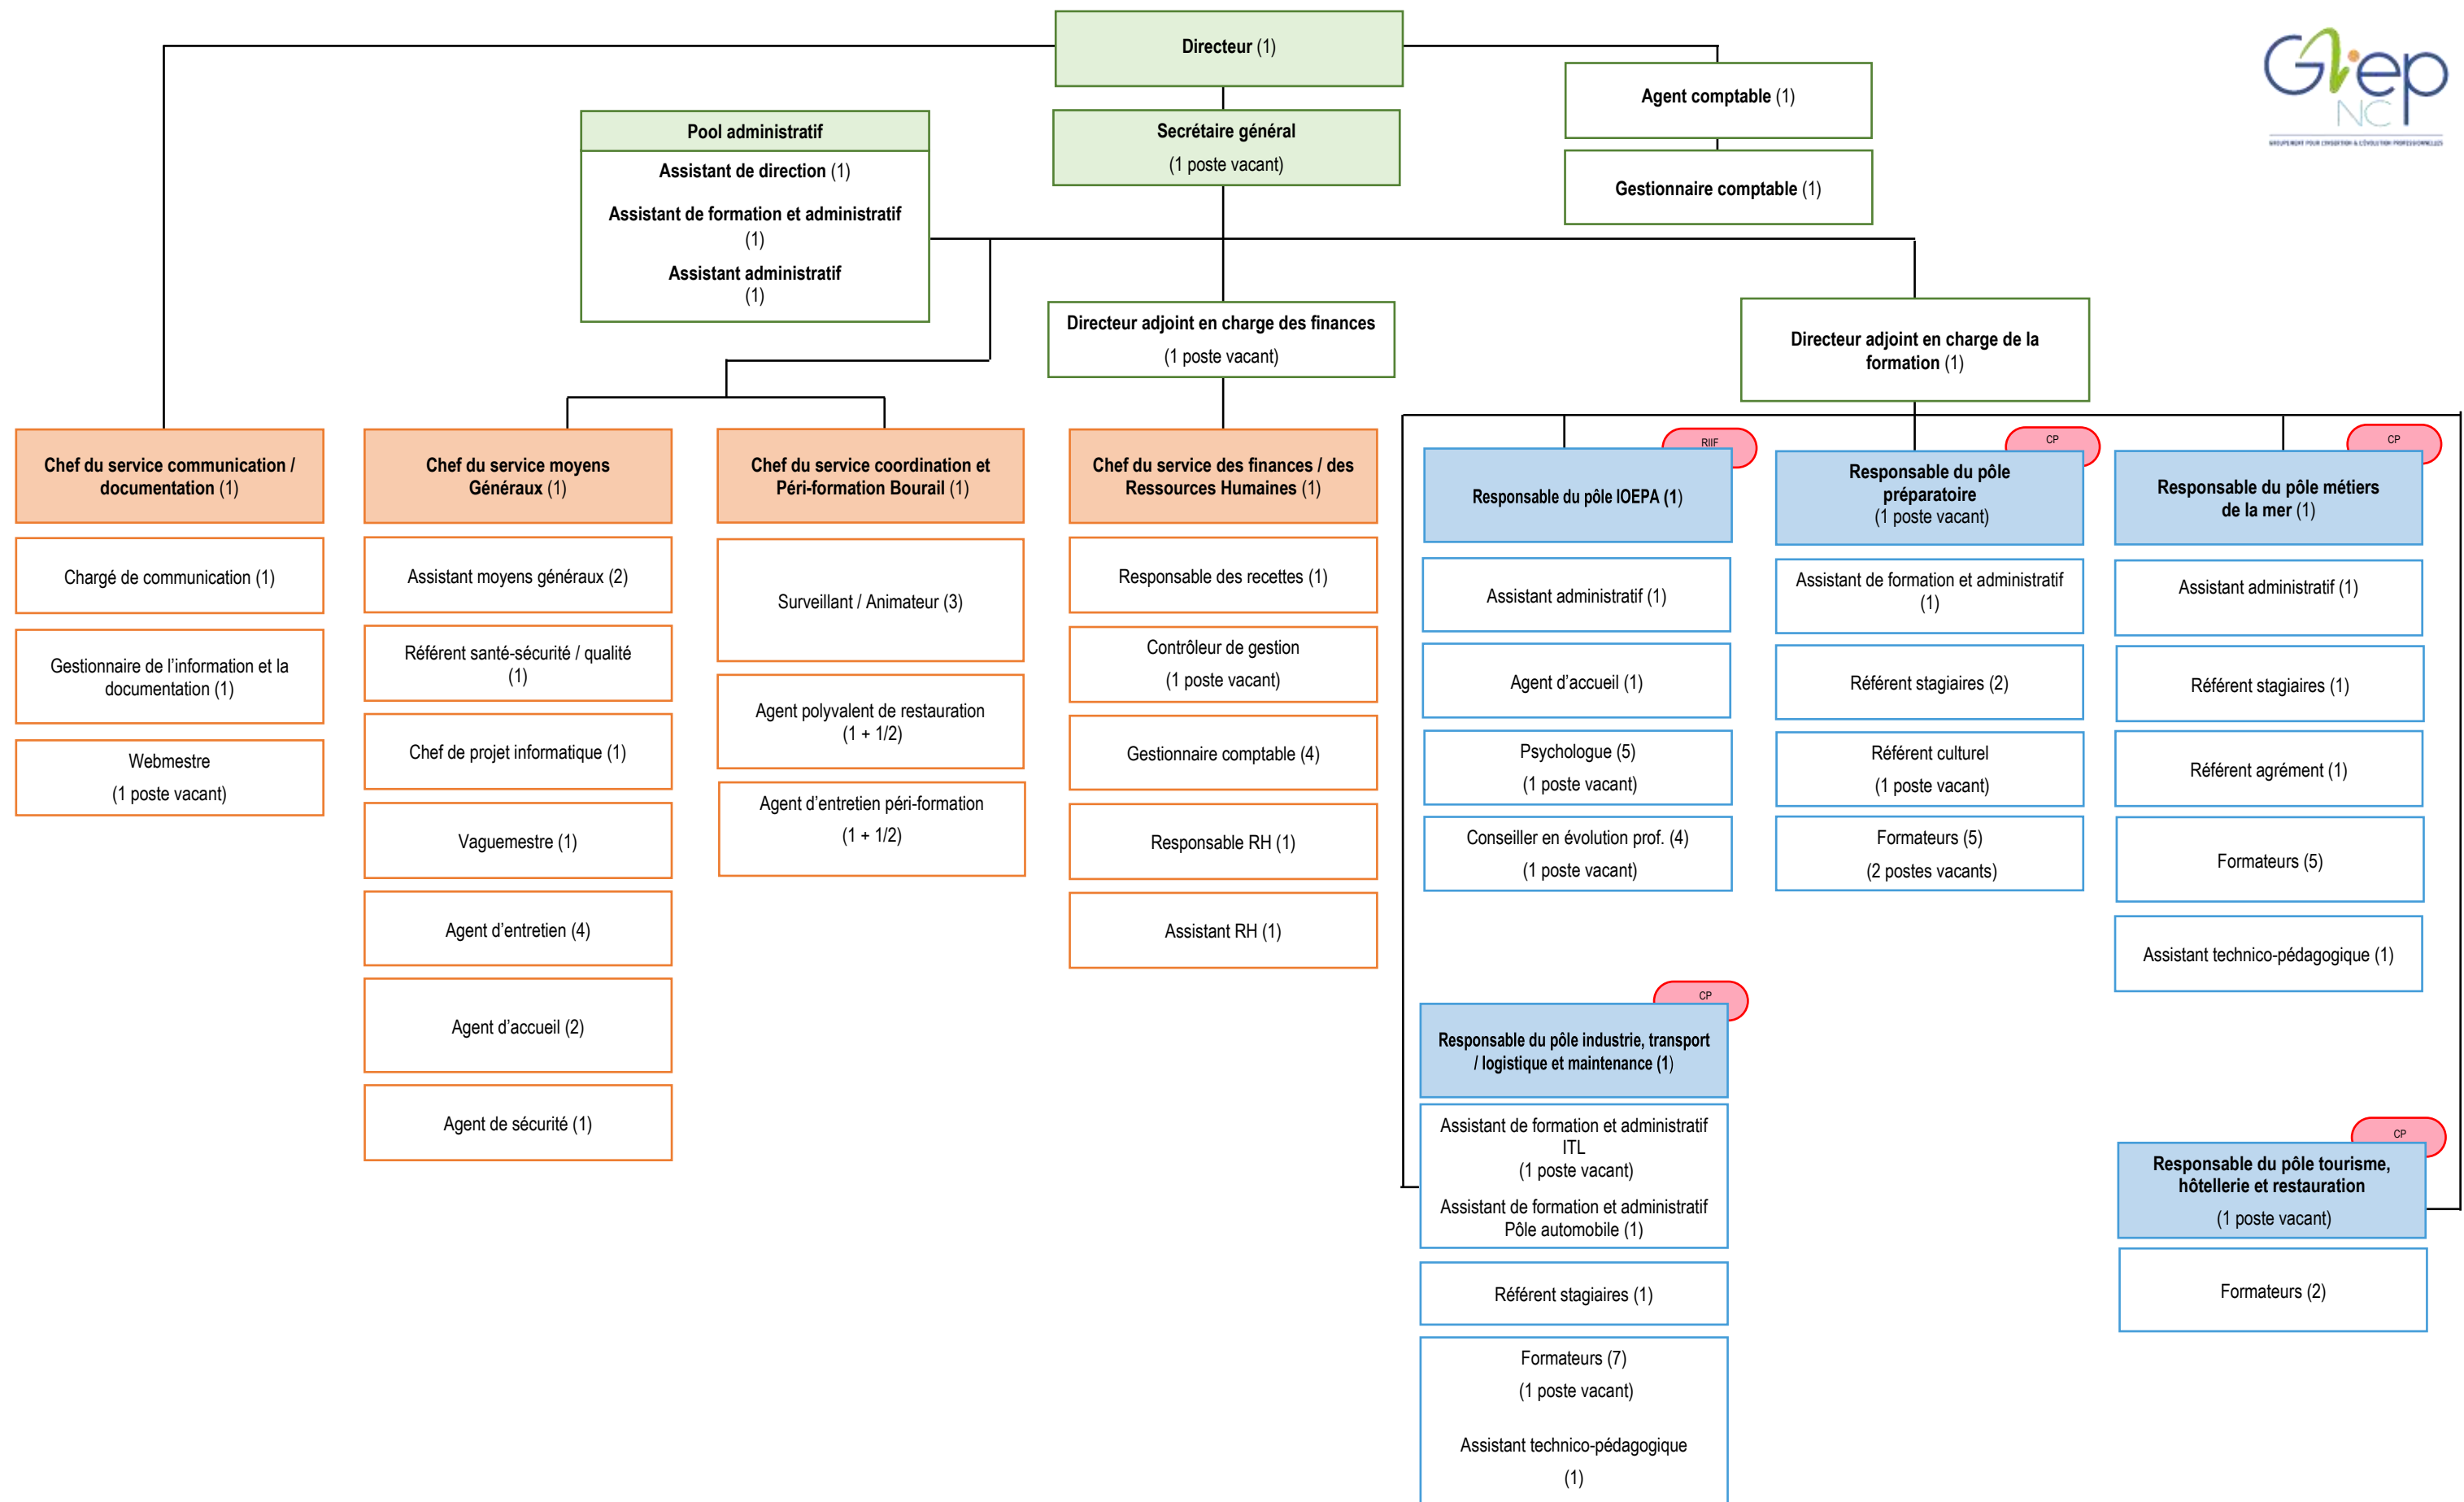 Directeur (1)
Agent comptable (1)
Gestionnaire comptable (1)
GNiep
NC
GROUPEMENT POUR L'INSERTION & L'ÉVOLUTION PROFESSIONNELLES
Pool administratif
Assistant de direction (1)
Assistant de formation et administratif
(1)
Assistant administratif
(1)
Secrétaire général
(1 poste vacant)
Directeur adjoint en charge des finances
(1 poste vacant)
Directeur adjoint en charge de la
formation (1)
Chef du service communication /
documentation (1)
Chargé de communication (1)
Gestionnaire de l’information et la
documentation (1)
Webmestre
(1 poste vacant)
Chef du service moyens
Généraux (1)
Assistant moyens généraux (2)
Référent santé-sécurité / qualité
(1)
Chef de projet informatique (1)
Vaguemestre (1)
Agent d’entretien (4)
Agent d’accueil (2)
Agent de sécurité (1)
Chef du service coordination et
Péri-formation Bourail (1)
Surveillant / Animateur (3)
Agent polyvalent de restauration
(1 + 1/2)
Agent d’entretien péri-formation
(1 + 1/2)
Chef du service des finances / des
Ressources Humaines (1)
Responsable des recettes (1)
Contrôleur de gestion
(1 poste vacant)
Gestionnaire comptable (4)
Responsable RH (1)
Assistant RH (1)
RIIF
Responsable du pôle IOEPA (1)
Assistant administratif (1)
Agent d’accueil (1)
Psychologue (5)
(1 poste vacant)
Conseiller en évolution prof. (4)
(1 poste vacant)
CP
Responsable du pôle
préparatoire
(1 poste vacant)
Assistant de formation et administratif
(1)
Référent stagiaires (2)
Référent culturel
(1 poste vacant)
Formateurs (5)
(2 postes vacants)
CP
Responsable du pôle métiers
de la mer (1)
Assistant administratif (1)
Référent stagiaires (1)
Référent agrément (1)
Formateurs (5)
Assistant technico-pédagogique (1)
CP
Responsable du pôle industrie, transport
/ logistique et maintenance (1)
Assistant de formation et administratif
ITL
(1 poste vacant)
Assistant de formation et administratif
Pôle automobile (1)
Référent stagiaires (1)
Formateurs (7)
(1 poste vacant)
Assistant technico-pédagogique
(1)
CP
Responsable du pôle tourisme,
hôtellerie et restauration
(1 poste vacant)
Formateurs (2)